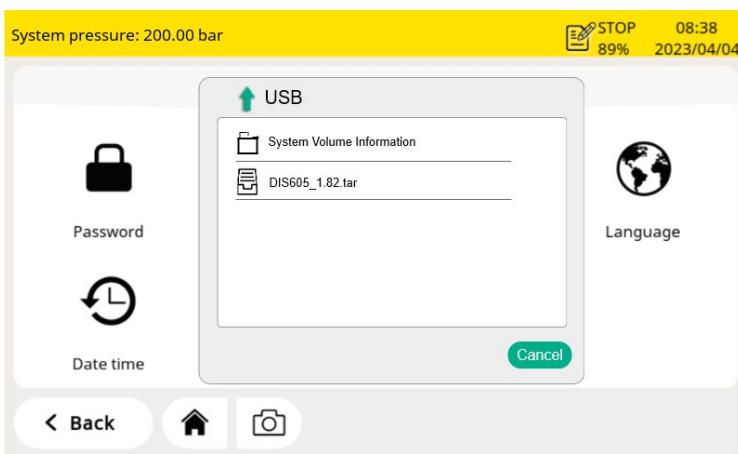 System pressure: 200.00 bar
STOP
89%
08:38
2023/04/04
USB
System Volume Information
DIS605_1.82.tar
Password
Language
Date time
Cancel
Back